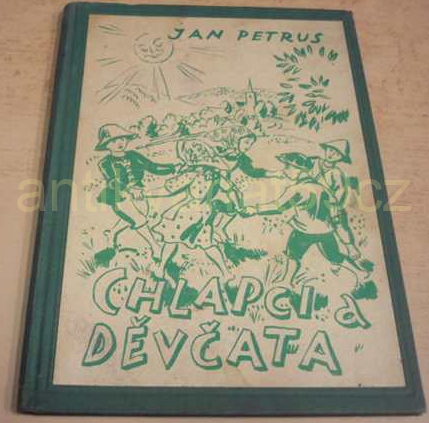 JAN PETRUS
CHLAPCI a
DĚVČATA